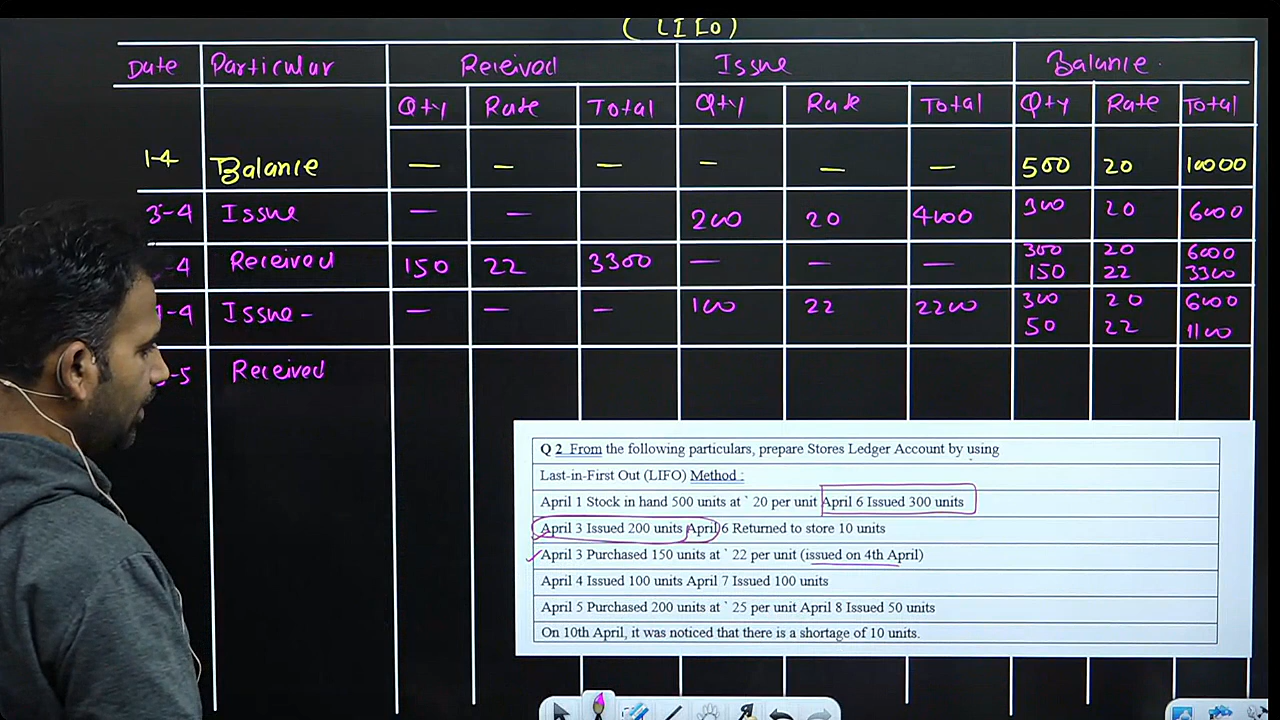 (LIFO)
Date Particular Received Issue Balance.
Qty Rate Total Qty Rate Total Qty Rate Total
1-4 Balance — — — — — — 500 20 10000
3-4 Issue — — 200 20 4000 300 20 6000
-4 Received 150 22 3300 — — — 300 20 6000
150 22 3300
-4 Issue - — — — 100 22 2200 300 20 6000
50 22 1100
-5 Received
Q 2 From the following particulars, prepare Stores Ledger Account by using
Last-in-First Out (LIFO) Method :
April 1 Stock in hand 500 units at ` 20 per unit April 6 Issued 300 units
April 3 Issued 200 units April 6 Returned to store 10 units
April 3 Purchased 150 units at ` 22 per unit (issued on 4th April)
April 4 Issued 100 units April 7 Issued 100 units
April 5 Purchased 200 units at ` 25 per unit April 8 Issued 50 units
On 10th April, it was noticed that there is a shortage of 10 units.